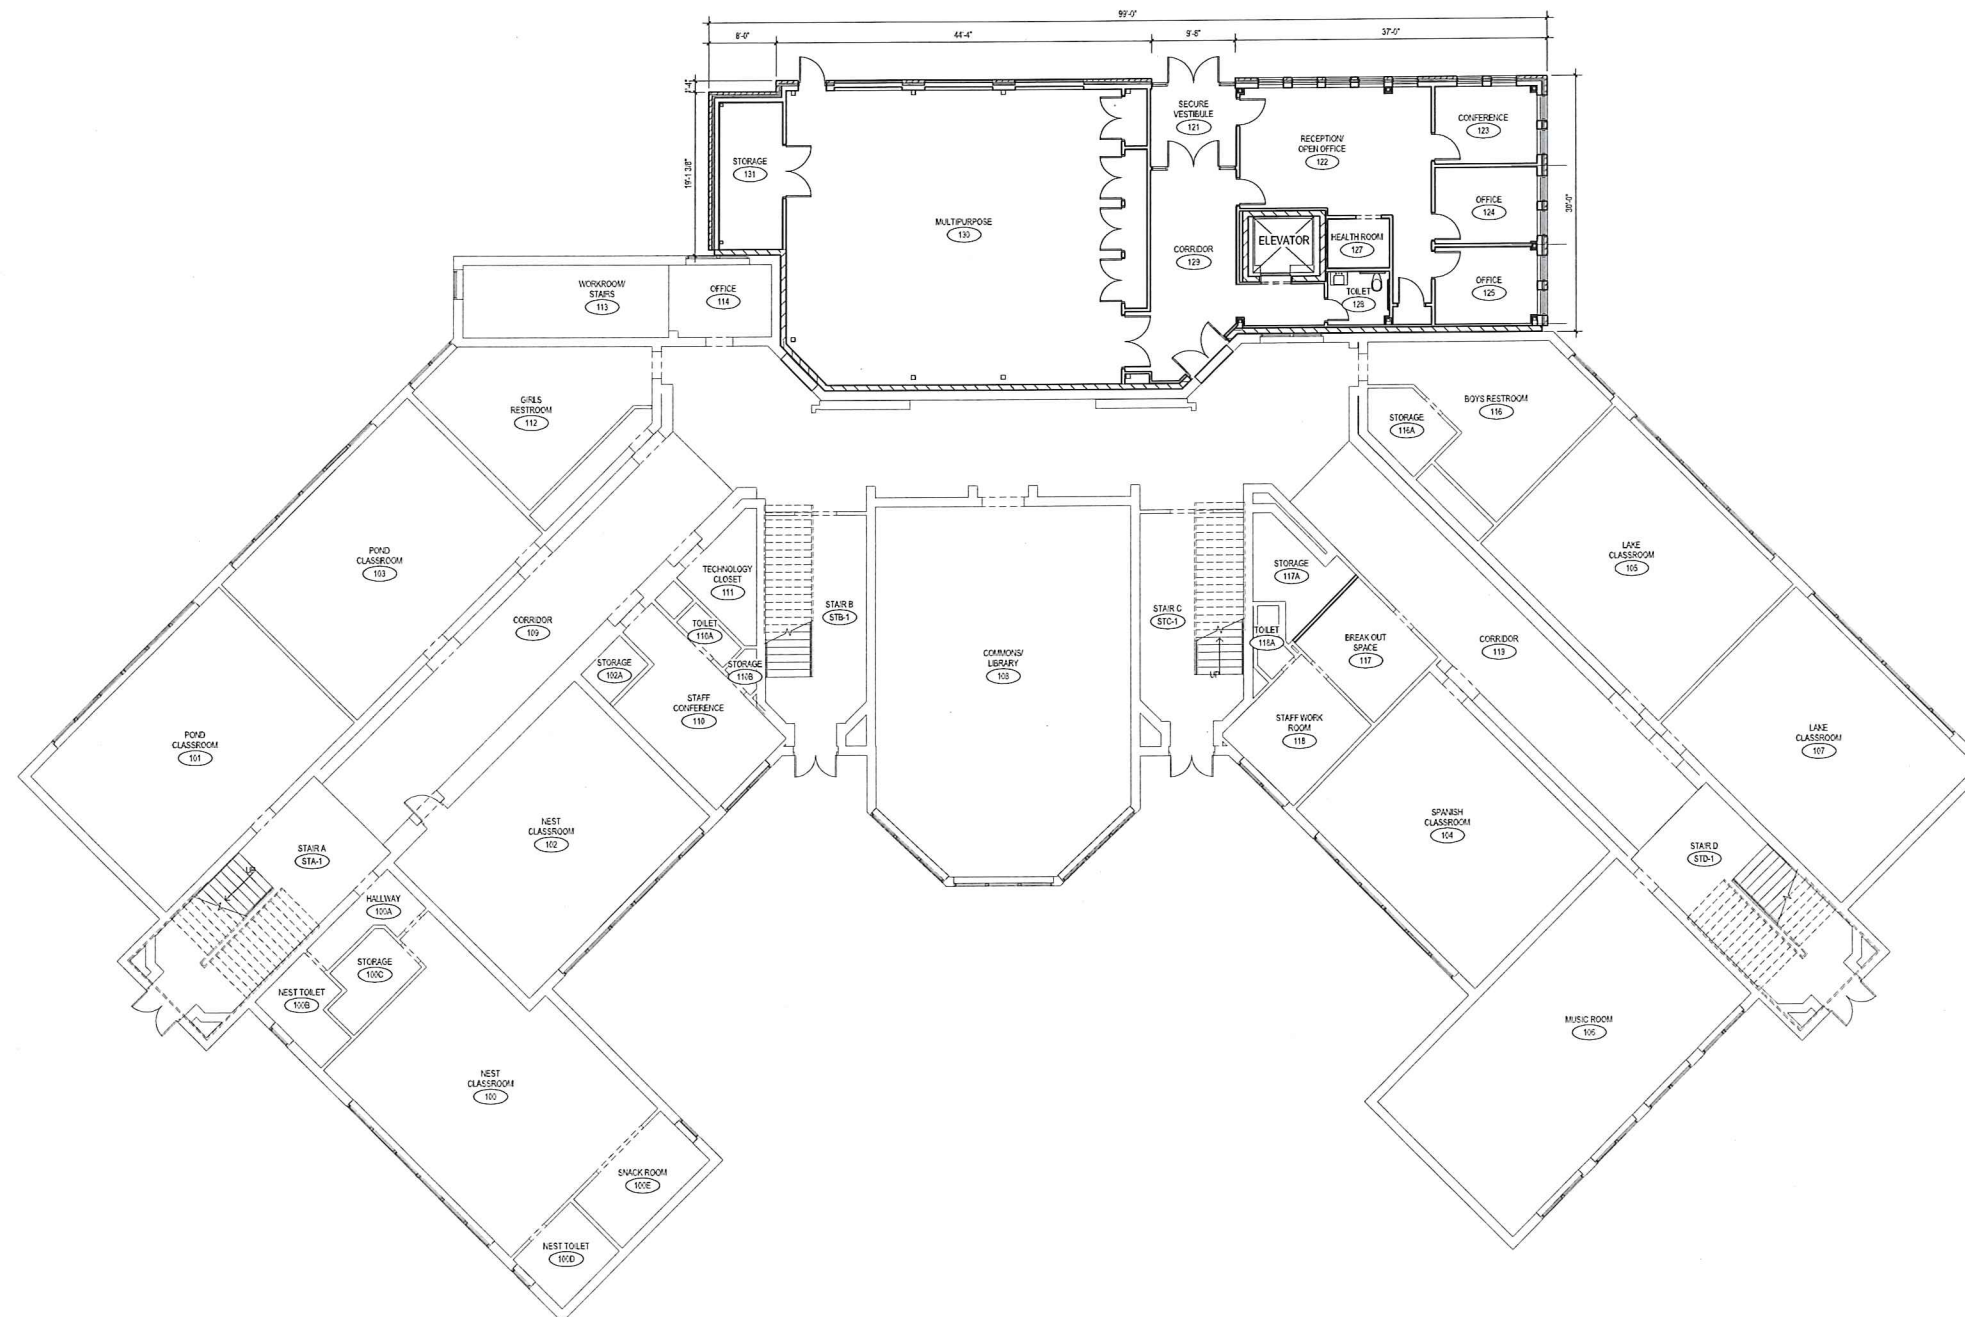 99'-0"
8'-0"
44'-4"
9'-8"
37'-0"
19'-1 3/8"
30'-0"
STORAGE
131
MULTIPURPOSE
130
SECURE
VESTIBULE
121
RECEPTION/
OPEN OFFICE
122
CONFERENCE
123
OFFICE
124
OFFICE
125
ELEVATOR
HEALTH ROOM
127
TOILET
128
CORRIDOR
129
WORKROOM/
STAIRS
113
OFFICE
114
GIRLS
RESTROOM
112
BOYS RESTROOM
116
STORAGE
116A
POND
CLASSROOM
103
LAKE
CLASSROOM
105
TECHNOLOGY
CLOSET
111
STORAGE
117A
CORRIDOR
109
TOILET
110A
STAIR B
STB-1
STAIR C
STC-1
TOILET
118A
BREAK OUT
SPACE
117
CORRIDOR
119
STORAGE
102A
STORAGE
110B
COMMONS/
LIBRARY
108
UP
STAFF
CONFERENCE
110
STAFF WORK
ROOM
118
POND
CLASSROOM
101
LAKE
CLASSROOM
107
NEST
CLASSROOM
102
SPANISH
CLASSROOM
104
STAIR A
STA-1
UP
STAIR D
STD-1
HALLWAY
100A
STORAGE
100C
NEST TOILET
100B
MUSIC ROOM
106
NEST
CLASSROOM
100
SNACK ROOM
100E
NEST TOILET
100D